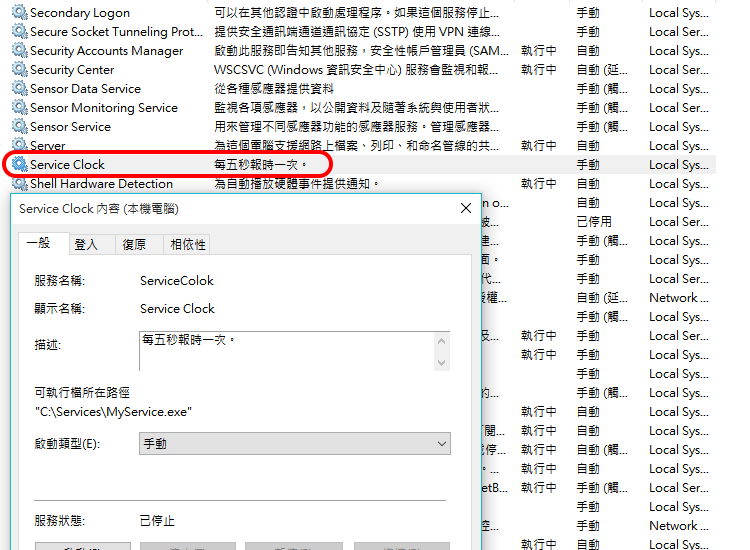 Secondary Logon 可以在其他認證中啟動處理程序。如果這個服務停止... 手動 Local Sys...
Secure Socket Tunneling Prot... 提供安全通訊端通道通訊協定 (SSTP) 使用 VPN 連線... 手動 Local Ser...
Security Accounts Manager 啟動此服務即告知其他服務，安全性帳戶管理員 (SAM... 執行中 自動 Local Sys...
Security Center WSCSVC (Windows 資訊安全中心) 服務會監視和報... 執行中 自動 (延... Local Ser...
Sensor Data Service 從各種感應器提供資料 手動 (觸... Local Sys...
Sensor Monitoring Service 監視各項感應器，以公開資料及隨著系統與使用者狀... 手動 (觸... Local Ser...
Sensor Service 用來管理不同感應器功能的感應器服務。管理感應器... 手動 (觸... Local Sys...
Server 為這個電腦支援網路上檔案、列印、和命名管線的共... 執行中 自動 Local Sys...
Service Clock 每五秒報時一次。 手動 Local Sys...
Shell Hardware Detection 為自動播放硬體事件提供通知。 執行中 自動 Local Sys...
Service Clock 內容 (本機電腦)
一般 登入 復原 相依性
服務名稱: ServiceColok
顯示名稱: Service Clock
描述: 每五秒報時一次。
可執行檔所在路徑
"C:\Services\MyService.exe"
啟動類型(E): 手動
服務狀態: 已停止
n o... 手動 (觸... Local Sys...
被... 已停用 Local Ser...
建... 手動 (觸... Local Sys...
面。 手動 Local Sys...
代... 手動 Local Ser...
授權... 自動 (延... Network ...
手動 (觸... Local Sys...
及... 執行中 手動 Local Ser...
執行中 自動 Local Sys...
手動 Local Sys...
的... 手動 (觸... Local Sys...
執行中 自動 Local Sys...
閱... 執行中 自動 Local Sys...
停... 執行中 自動 (觸... Local Sys...
。... 執行中 自動 Local Sys...
etB... 執行中 手動 (觸... Local Ser...
手動 Local Sys...
控... 手動 (觸... Network ...
執行中 自動 Local Sys...